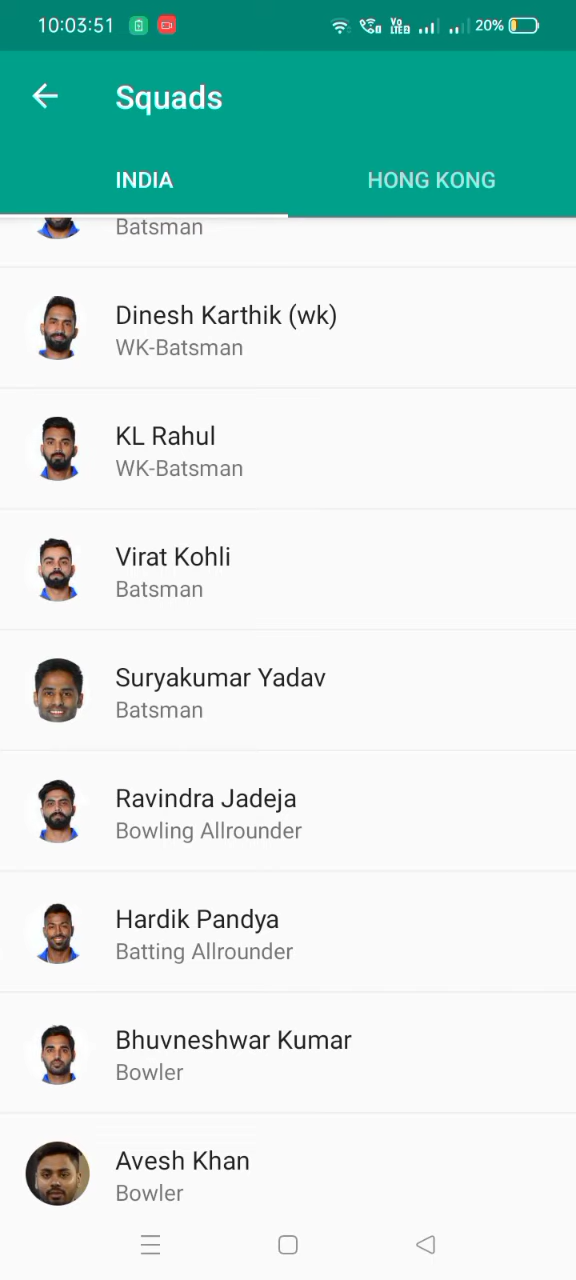 10:03:51
Vo
LTE2
20%
Squads
INDIA
HONG KONG
Batsman
Dinesh Karthik (wk)
WK-Batsman
KL Rahul
WK-Batsman
Virat Kohli
Batsman
Suryakumar Yadav
Batsman
Ravindra Jadeja
Bowling Allrounder
Hardik Pandya
Batting Allrounder
Bhuvneshwar Kumar
Bowler
Avesh Khan
Bowler